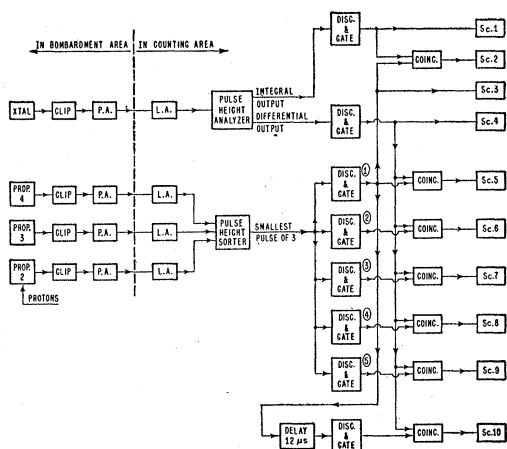 IN BOMBARDMENT AREA
IN COUNTING AREA
XTAL
CLIP
P.A.
L.A.
PULSE
HEIGHT
ANALYZER
INTEGRAL
OUTPUT
DIFFERENTIAL
OUTPUT
DISC.
&
GATE
DISC.
&
GATE
COINC.
Sc.1
Sc.2
Sc.3
Sc.4
PROP.
4
CLIP
P.A.
L.A.
PROP.
3
CLIP
P.A.
L.A.
PROP.
2
CLIP
P.A.
L.A.
PROTONS
PULSE
HEIGHT
SORTER
SMALLEST
PULSE OF 3
DISC.
&
GATE
①
COINC.
Sc.5
DISC.
&
GATE
②
COINC.
Sc.6
DISC.
&
GATE
③
COINC.
Sc.7
DISC.
&
GATE
④
COINC.
Sc.8
DISC.
&
GATE
⑤
COINC.
Sc.9
DELAY
12 μs
DISC.
&
GATE
COINC.
Sc.10